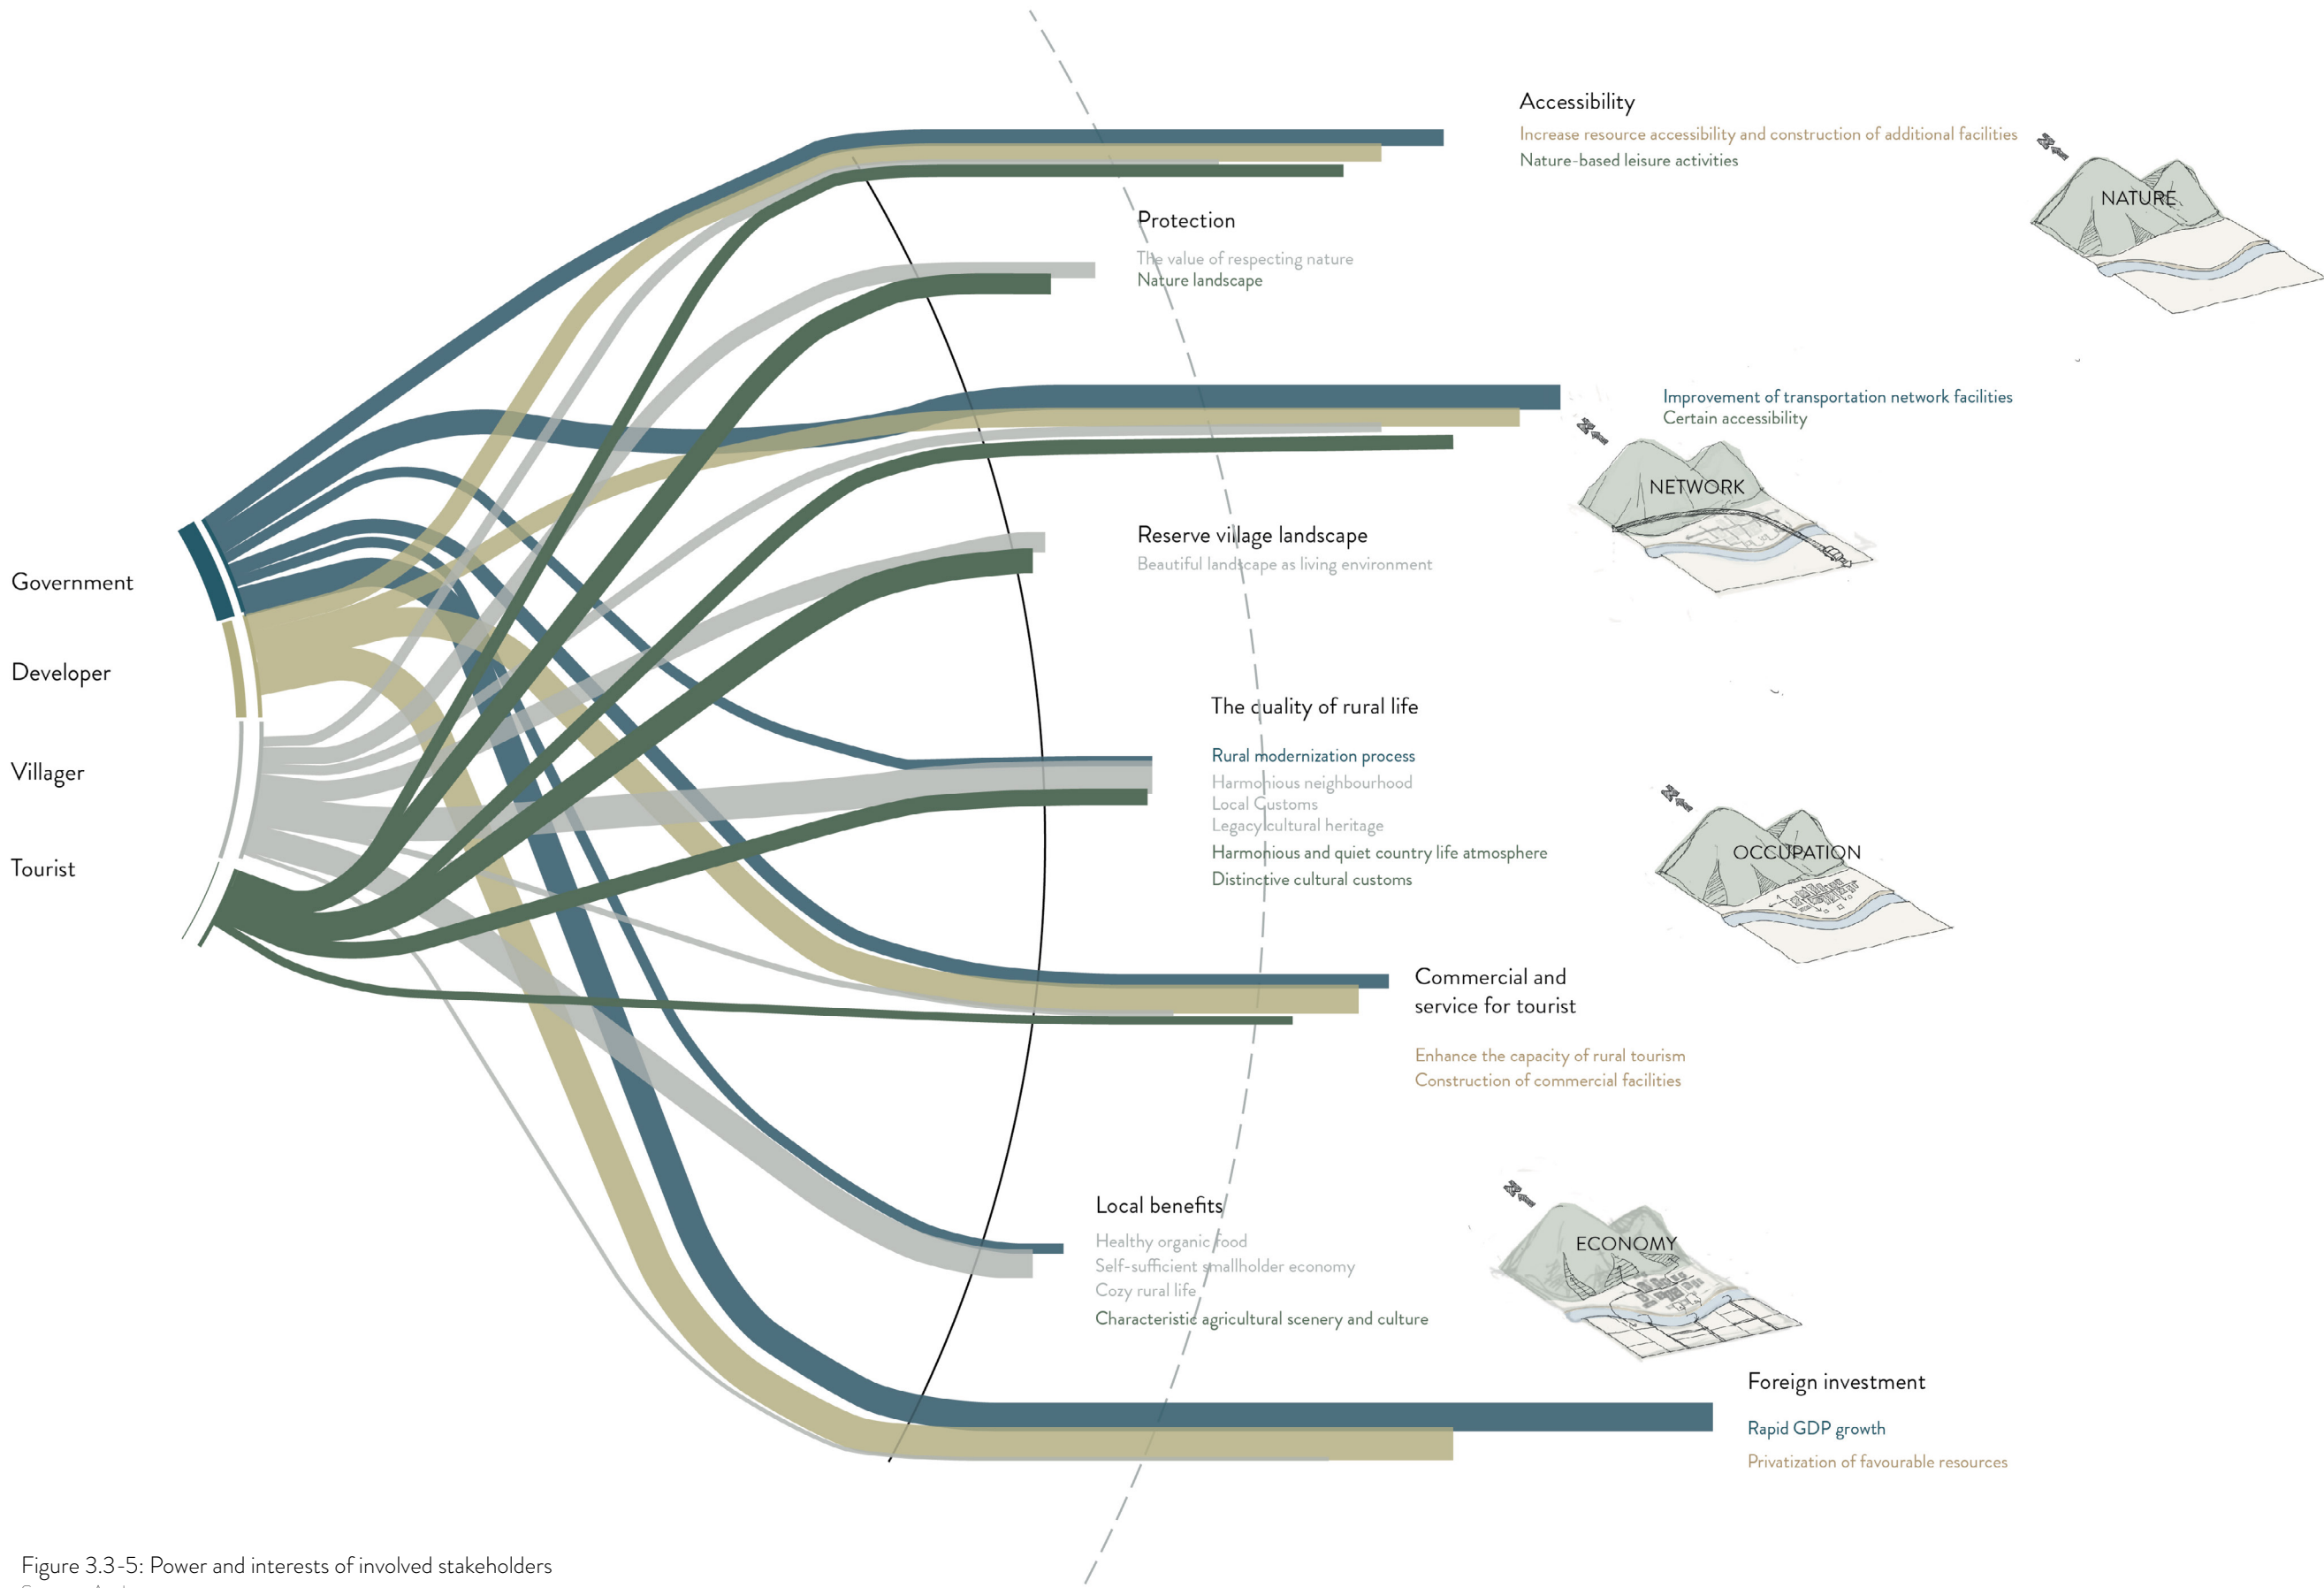 Accessibility
Increase resource accessibility and construction of additional facilities
Nature-based leisure activities
NATURE
Protection
The value of respecting nature
Nature landscape
Improvement of transportation network facilities
Certain accessibility
NETWORK
Reserve village landscape
Beautiful landscape as living environment
Government
Developer
Villager
Tourist
The quality of rural life
Rural modernization process
Harmonious neighbourhood
Local Customs
Legacy cultural heritage
Harmonious and quiet country life atmosphere
Distinctive cultural customs
OCCUPATION
Commercial and
service for tourist
Enhance the capacity of rural tourism
Construction of commercial facilities
Local benefits
Healthy organic food
Self-sufficient smallholder economy
Cozy rural life
Characteristic agricultural scenery and culture
ECONOMY
Foreign investment
Rapid GDP growth
Privatization of favourable resources
Figure 3.3-5: Power and interests of involved stakeholders